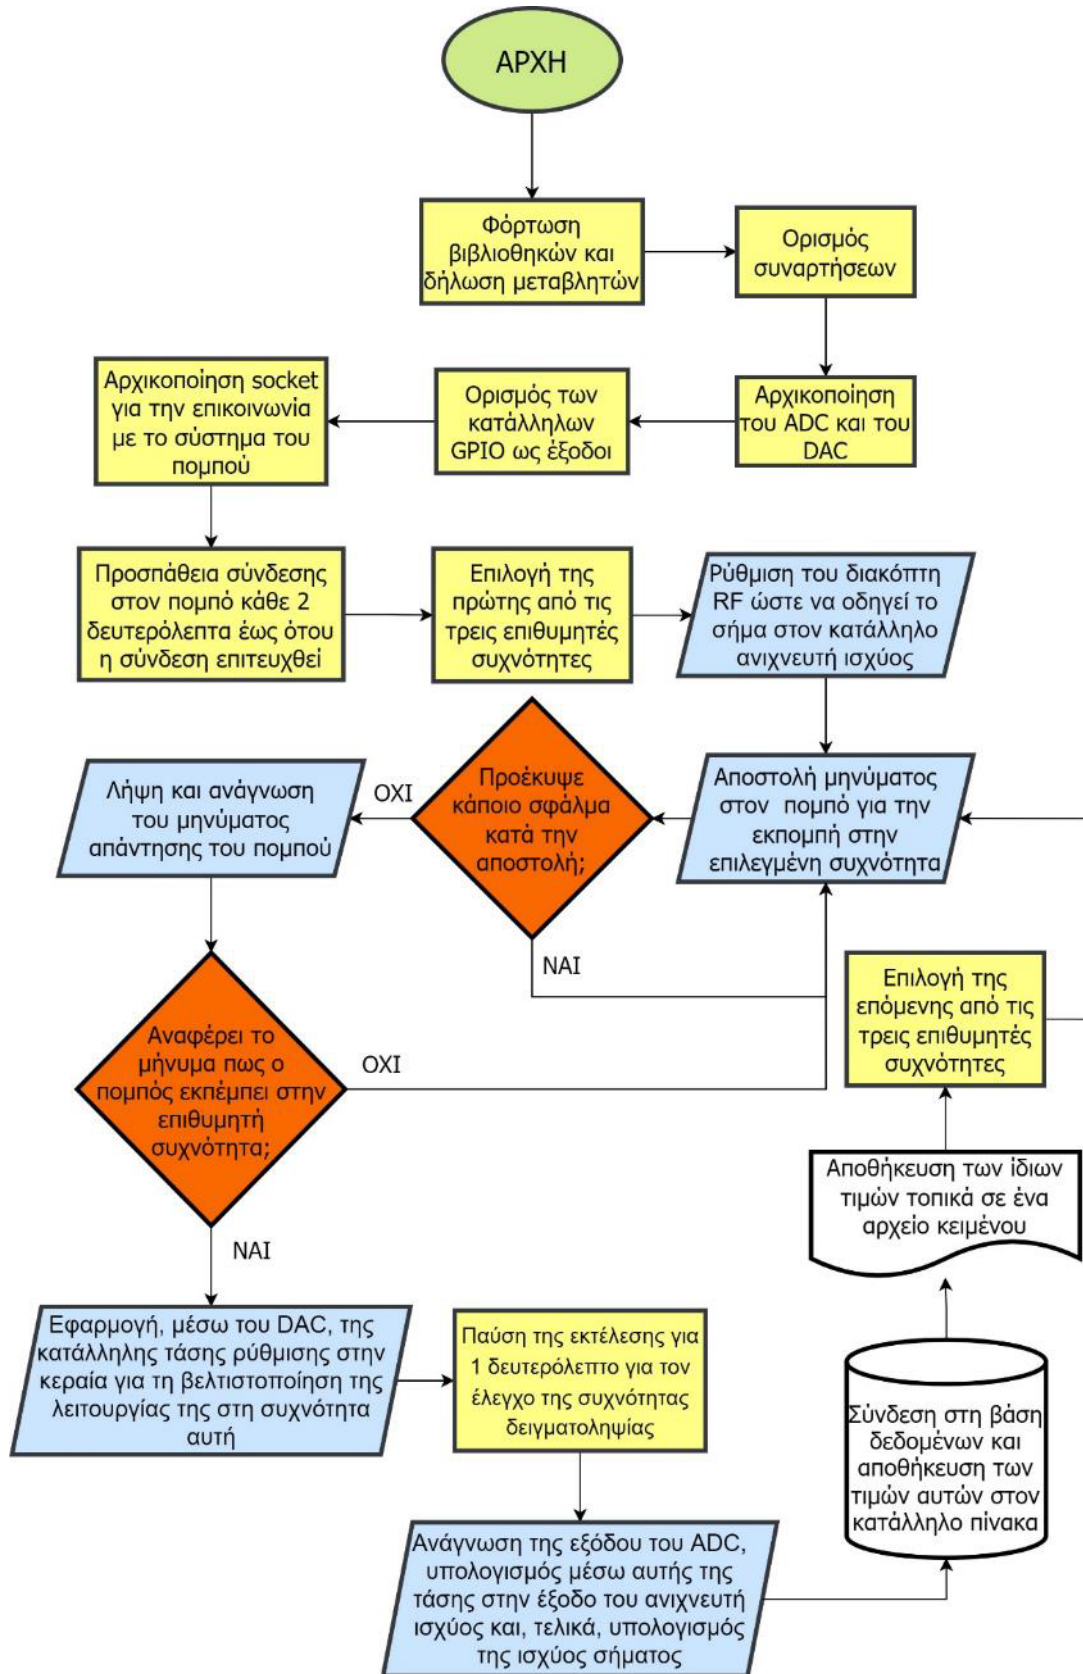 ΑΡΧΗ
Φόρτωση
βιβλιοθηκών και
δήλωση μεταβλητών
Ορισμός
συναρτήσεων
Αρχικοποίηση
του ADC και του
DAC
Ορισμός των
κατάλληλων
GPIO ως έξοδοι
Αρχικοποίηση socket
για την επικοινωνία
με το σύστημα του
πομπού
Προσπάθεια σύνδεσης
στον πομπό κάθε 2
δευτερόλεπτα έως ότου
η σύνδεση επιτευχθεί
Επιλογή της
πρώτης από τις
τρεις επιθυμητές
συχνότητες
Ρύθμιση του διακόπτη
RF ώστε να οδηγεί το
σήμα στον κατάλληλο
ανιχνευτή ισχύος
Αποστολή μηνύματος
στον πομπό για την
εκπομπή στην
επιλεγμένη συχνότητα
Προέκυψε
κάποιο σφάλμα
κατά την
αποστολή;
ΟΧΙ
ΝΑΙ
Λήψη και ανάγνωση
του μηνύματος
απάντησης του πομπού
Αναφέρει το
μήνυμα πως ο
πομπός εκπέμπει στην
επιθυμητή
συχνότητα;
ΟΧΙ
ΝΑΙ
Εφαρμογή, μέσω του DAC, της
κατάλληλης τάσης ρύθμισης στην
κεραία για τη βελτιστοποίηση της
λειτουργίας της στη συχνότητα
αυτή
Παύση της εκτέλεσης για
1 δευτερόλεπτο για τον
έλεγχο της συχνότητας
δειγματοληψίας
Ανάγνωση της εξόδου του ADC,
υπολογισμός μέσω αυτής της
τάσης στην έξοδο του ανιχνευτή
ισχύος και, τελικά, υπολογισμός
της ισχύος σήματος
Σύνδεση στη βάση
δεδομένων και
αποθήκευση των
τιμών αυτών στον
κατάλληλο πίνακα
Αποθήκευση των ίδιων
τιμών τοπικά σε ένα
αρχείο κειμένου
Επιλογή της
επόμενης από τις
τρεις επιθυμητές
συχνότητες